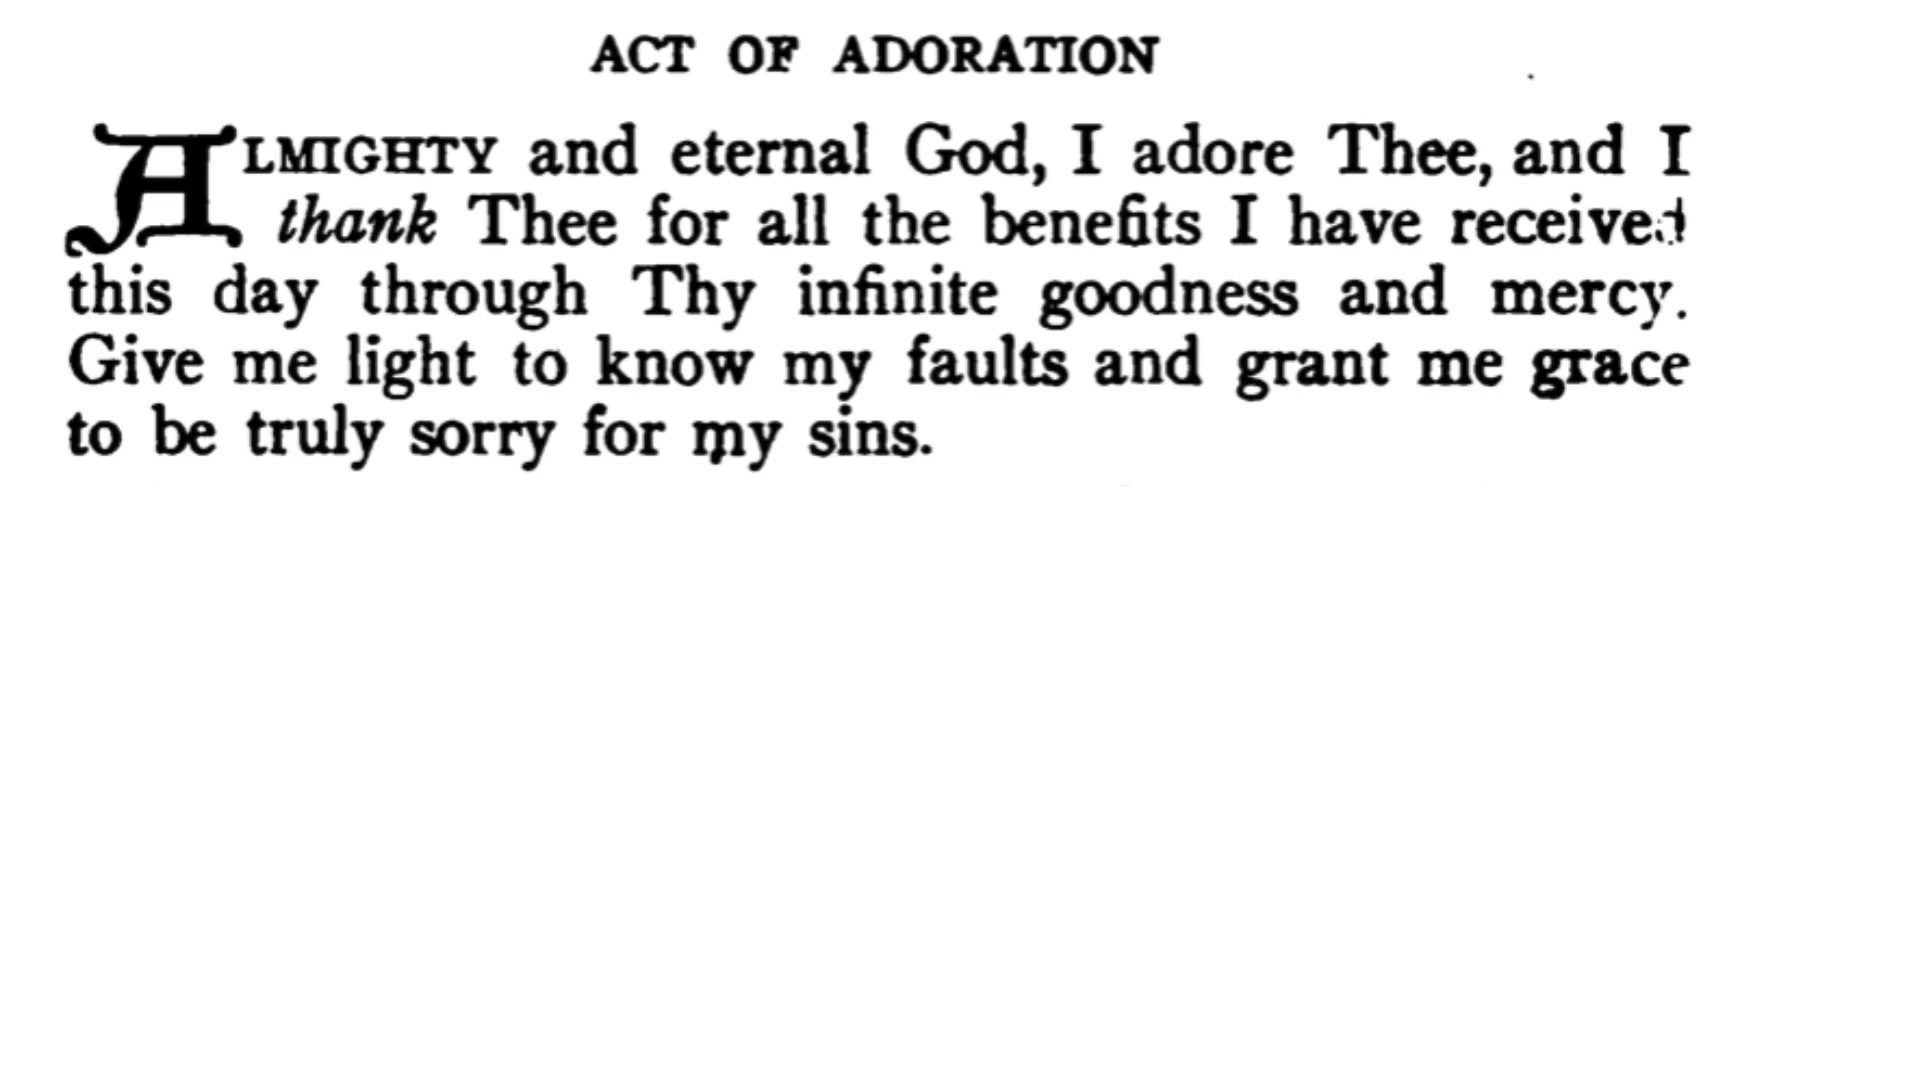 ACT OF ADORATION
ALMIGHTY and eternal God, I adore Thee, and I
thank Thee for all the benefits I have received
this day through Thy infinite goodness and mercy.
Give me light to know my faults and grant me grace
to be truly sorry for my sins.